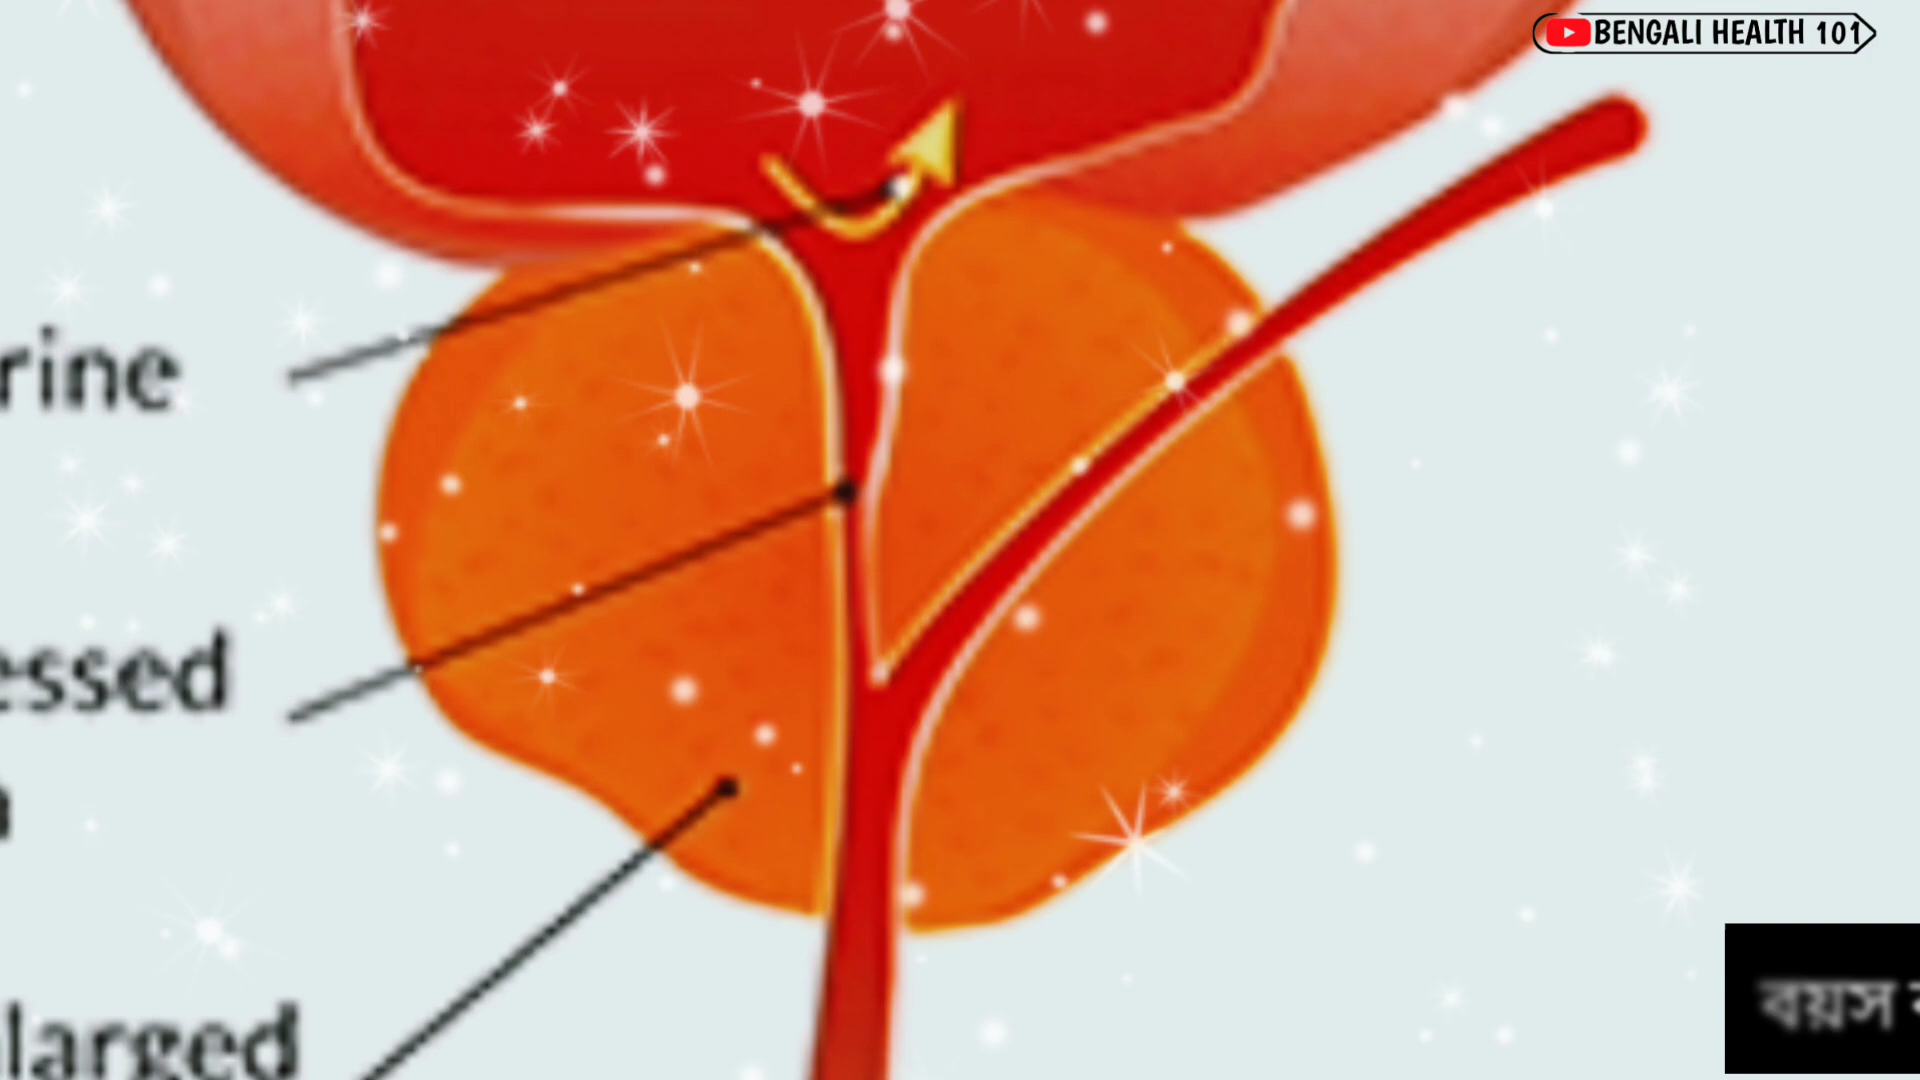 BENGALI HEALTH 101
rine
essed
larged
বয়স